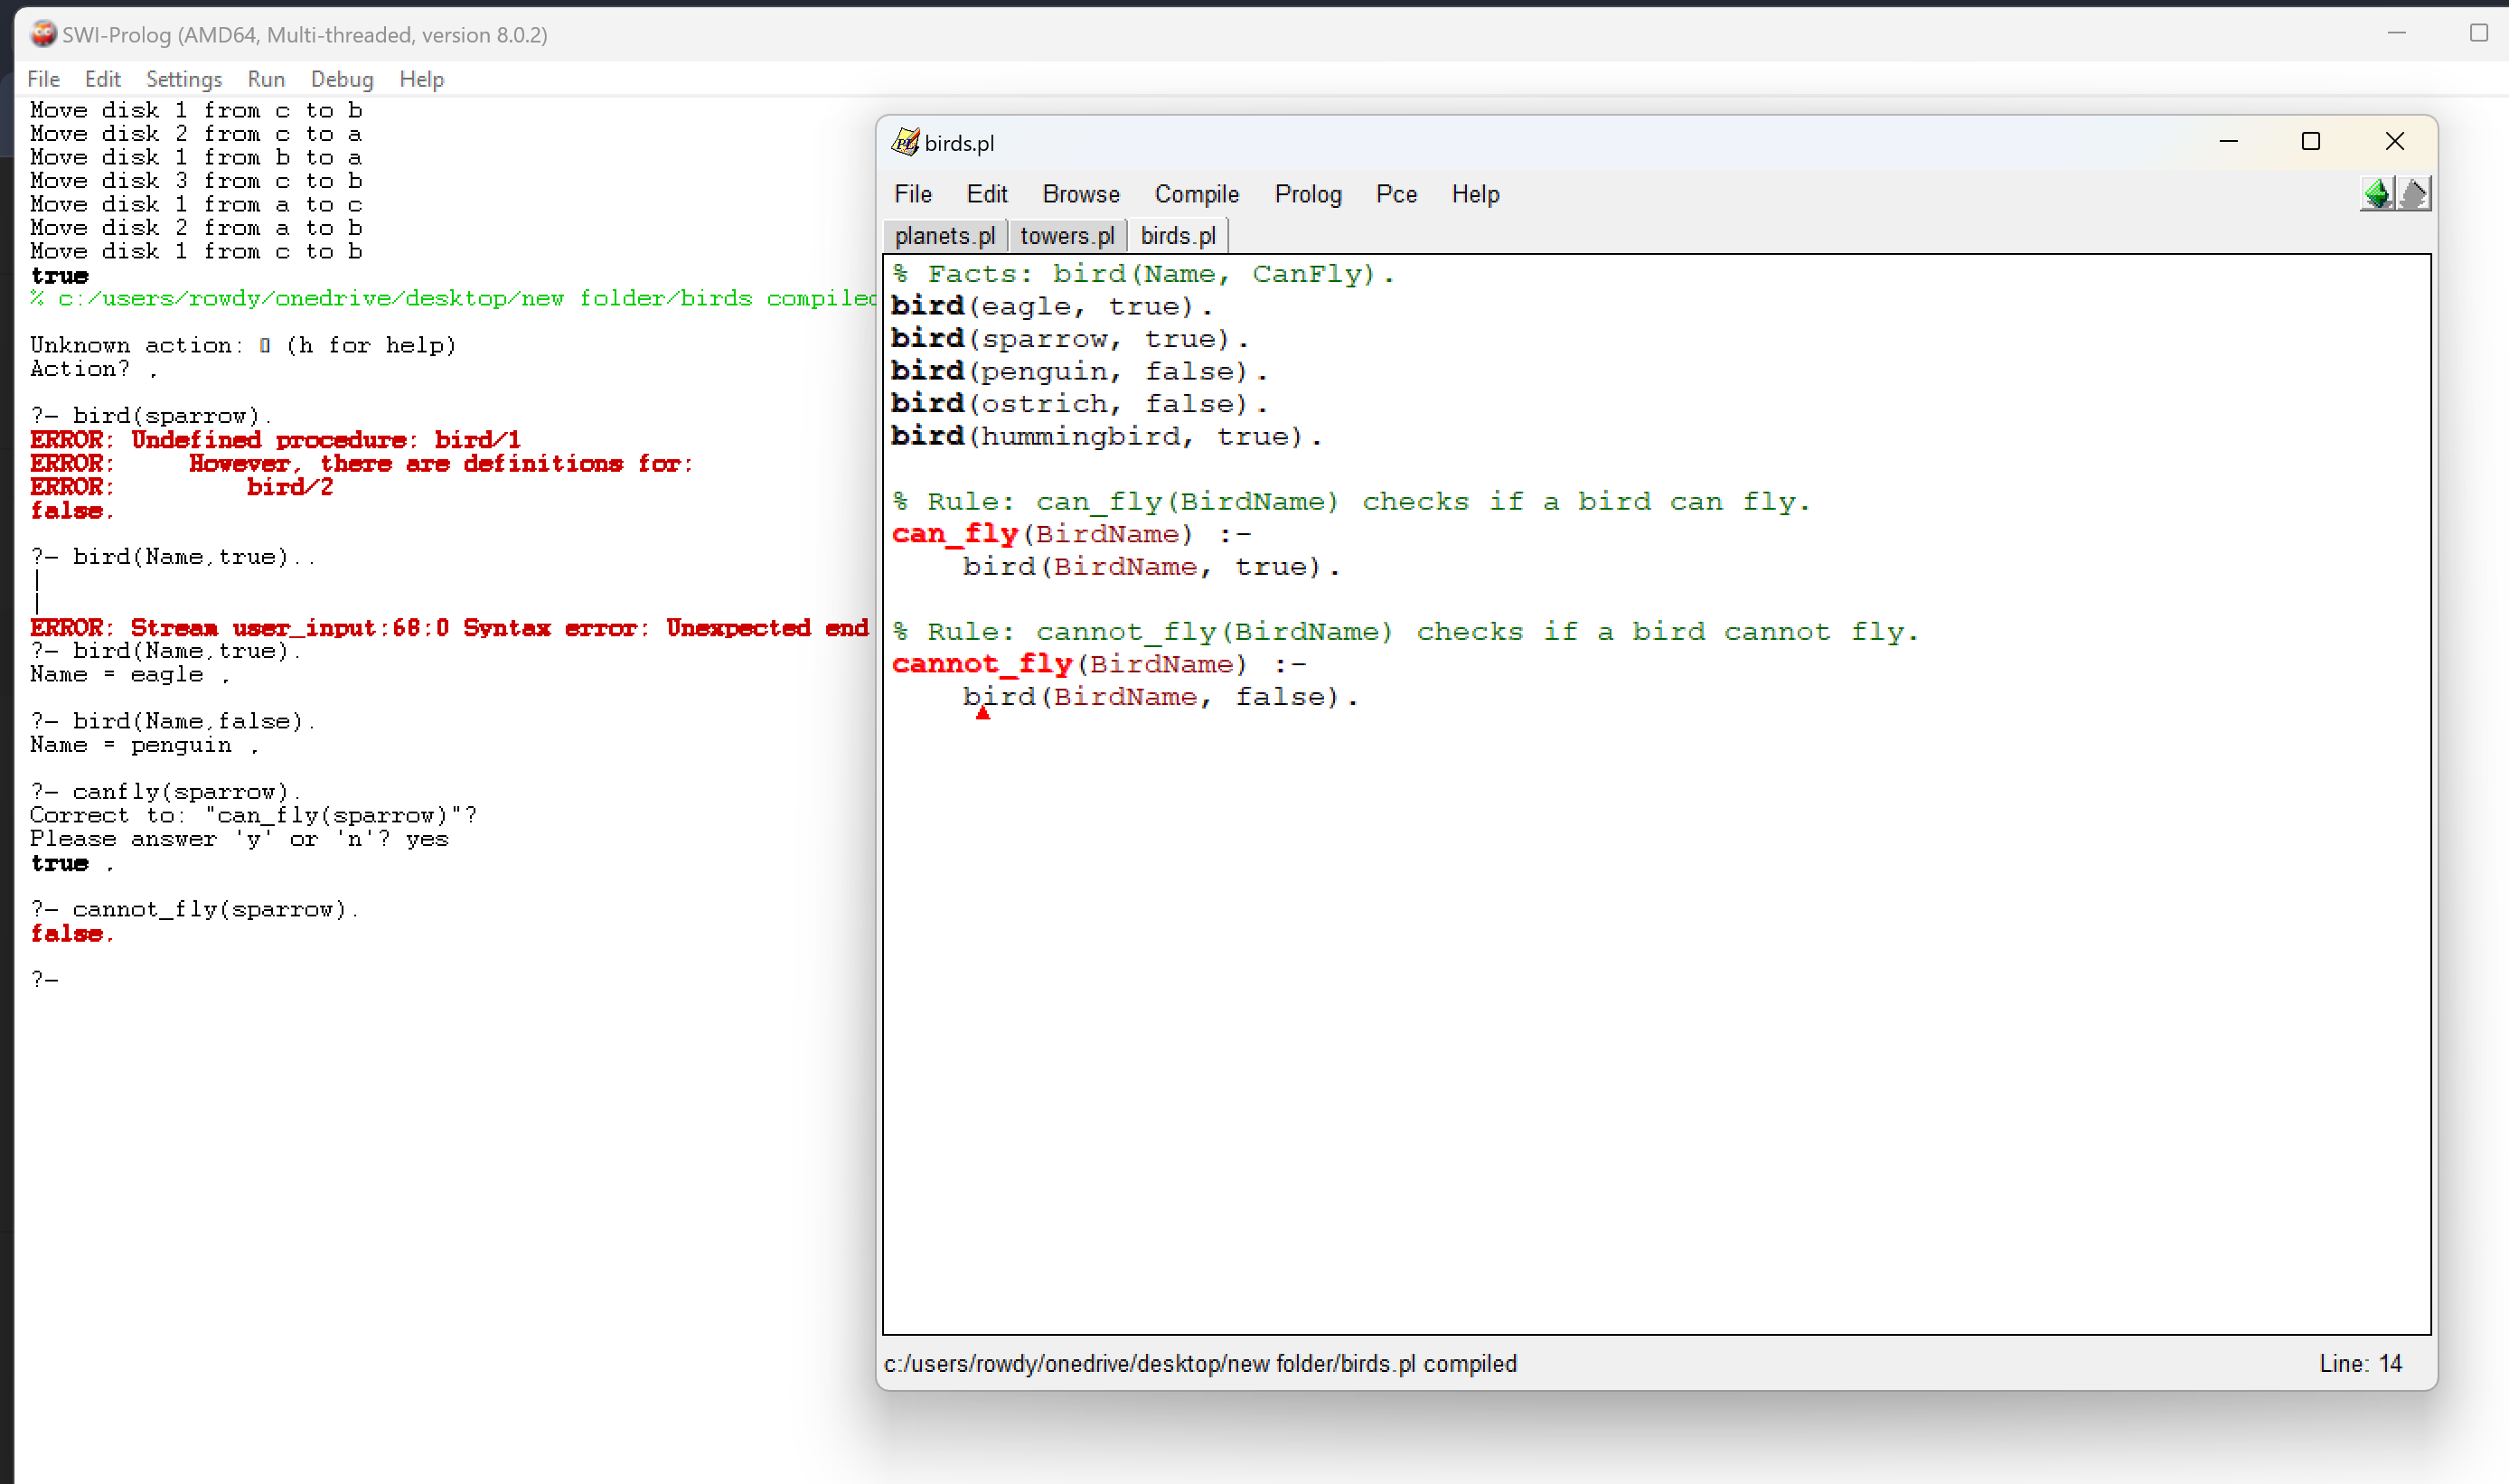 SWI-Prolog (AMD64, Multi-threaded, version 8.0.2)
File Edit Settings Run Debug Help
Move disk 1 from c to b
Move disk 2 from c to a
Move disk 1 from b to a
Move disk 3 from c to b
Move disk 1 from a to c
Move disk 2 from a to b
Move disk 1 from c to b
true
% c:/users/rowdy/onedrive/desktop/new folder/birds compiled
Unknown action: (h for help)
Action? .
?- bird(sparrow).
ERROR: Undefined procedure: bird/1
ERROR: However, there are definitions for:
ERROR: bird/2
false.
?- bird(Name,true)..
|
|
ERROR: Stream user_input:68:0 Syntax error: Unexpected end
?- bird(Name,true).
Name = eagle .
?- bird(Name,false).
Name = penguin .
?- canfly(sparrow).
Correct to: "can_fly(sparrow)"?
Please answer 'y' or 'n'? yes
true .
?- cannot_fly(sparrow).
false.
?-
birds.pl
File Edit Browse Compile Prolog Pce Help
planets.pl towers.pl birds.pl
% Facts: bird(Name, CanFly).
bird(eagle, true).
bird(sparrow, true).
bird(penguin, false).
bird(ostrich, false).
bird(hummingbird, true).
% Rule: can_fly(BirdName) checks if a bird can fly.
can_fly(BirdName) :-
bird(BirdName, true).
% Rule: cannot_fly(BirdName) checks if a bird cannot fly.
cannot_fly(BirdName) :-
bird(BirdName, false).
c:/users/rowdy/onedrive/desktop/new folder/birds.pl compiled
Line: 14